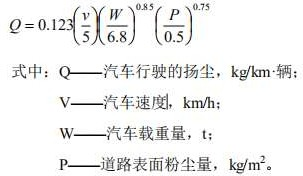 Q = 0.123(v/5)(W/6.8)^0.85(P/0.5)^0.75
式中：Q——汽车行驶的扬尘，kg/km·辆;
V——汽车速度，km/h;
W——汽车载重量，t;
P——道路表面粉尘量，kg/m²。